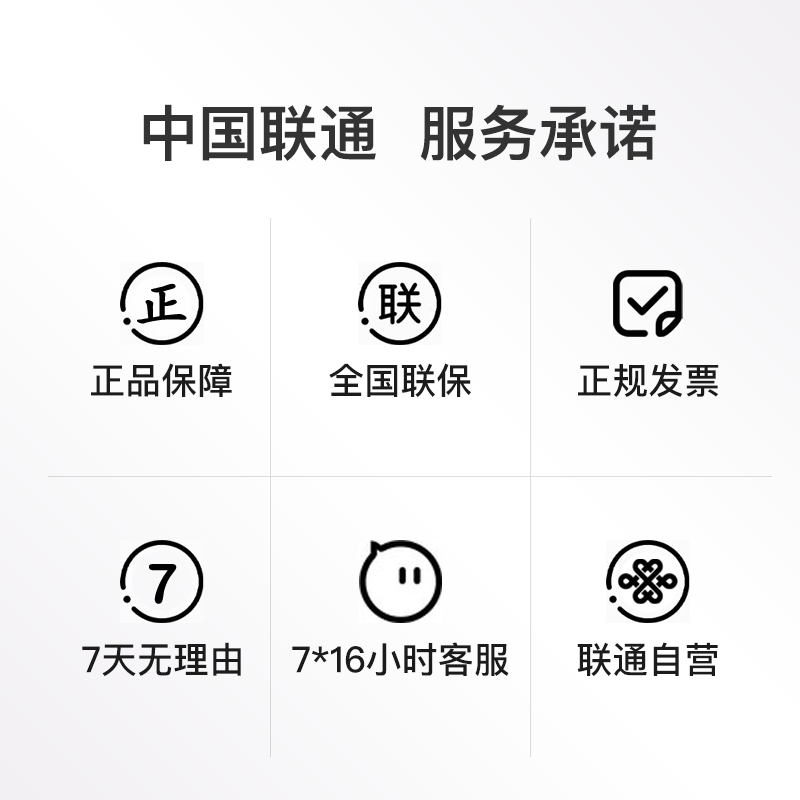 中国联通 服务承诺
正
联
正品保障
全国联保
正规发票
7
7天无理由
7*16小时客服
联通自营